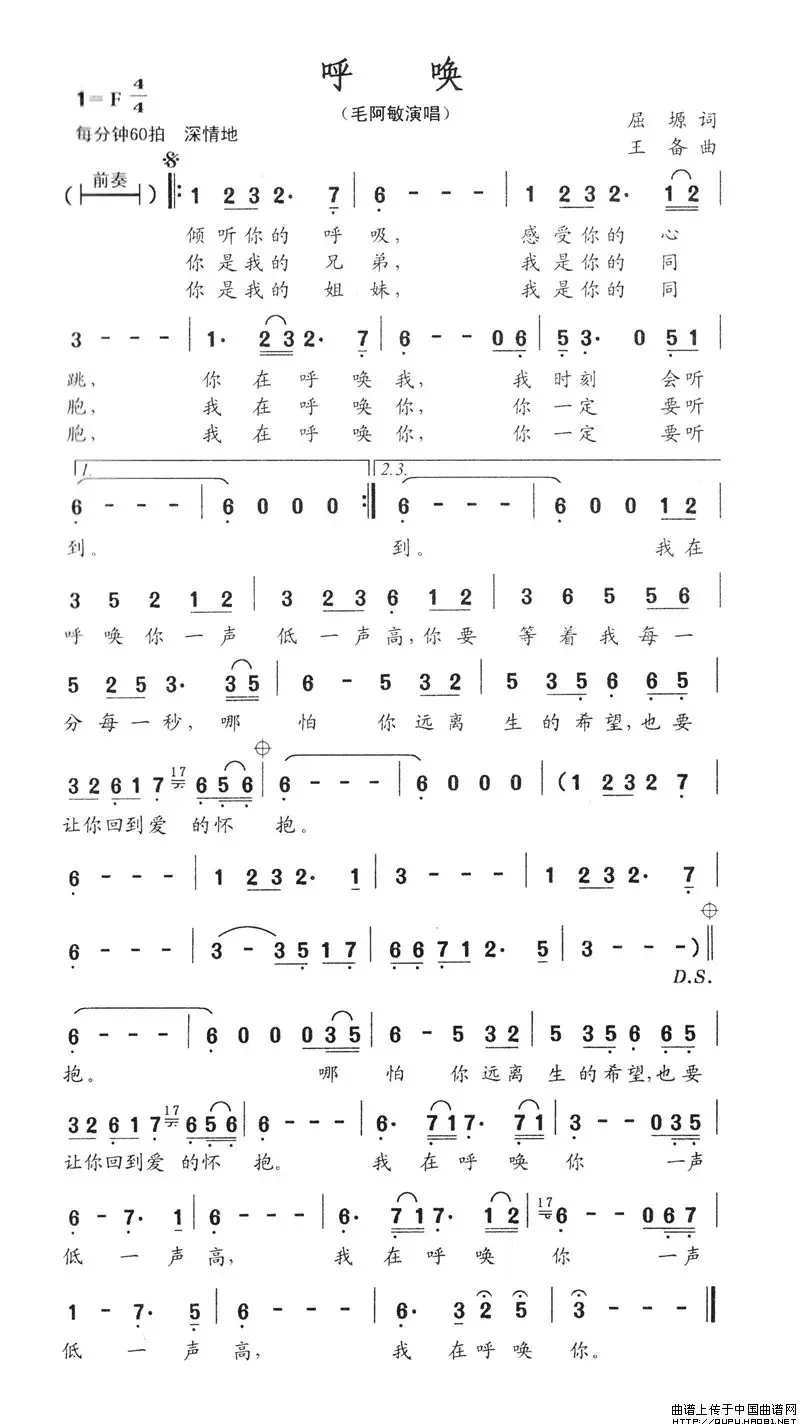 呼 唤
1=F 4/4
（毛阿敏演唱）
每分钟60拍 深情地
屈 塬 词
王 备 曲
（前奏）
1 2 3 2· 7 | 6 - - - | 1 2 3 2· 1 2 |
倾听你的 呼 吸， 感受你的 心
你是我的 兄 弟， 我是你的 同
你是我的 姐 妹， 我是你的 同
3 - - - | 1· 2 3 2· 7 | 6 - - 0 6 | 5 3· 0 5 1 |
跳， 你 在 呼 唤 我， 我 时 刻 会 听
胞， 我 在 呼 唤 你， 你 一 定 要 听
胞， 我 在 呼 唤 你， 你 一 定 要 听
1. 2.3.
6 - - - | 6 0 0 0 :| 6 - - - | 6 0 0 1 2 |
到。 到。 我在
3 5 2 1 2 | 3 2 3 6 1 2 | 3 6 5 5 6 |
呼 唤 你 一 声 低 一 声 高，你 要 等 着 我 每 一
5 2 5 3· 3 5 | 6 - 5 3 2 | 5 3 5 6 6 5 |
分 每 一 秒， 哪 怕 你 远 离 生 的 希 望，也 要
3 2 6 1 7 17 6 5 6 | 6 - - - | 6 0 0 0 | (1 2 3 2 7 |
让你回到爱 的怀 抱。
6 - - - | 1 2 3 2· 1 | 3 - - - | 1 2 3 2· 7 |
6 - - - | 3 - 3 5 1 7 | 6 6 7 1 2· 5 | 3 - - -) ||
D.S.
6 - - - | 6 0 0 0 3 5 | 6 - 5 3 2 | 5 3 5 6 6 5 |
抱。 哪 怕 你 远 离 生 的 希 望，也 要
3 2 6 1 7 17 6 5 6 | 6 - - - | 6· 7 1 7· 7 1 | 3 - - 0 3 5 |
让你回到爱 的怀 抱。 我 在 呼 唤 你 一声
6 - 7· 1 | 6 - - - | 6· 7 1 7· 1 2 | 17 6 - - 0 6 7 |
低 一 声 高， 我 在 呼 唤 你 一 声
1 - 7· 5 | 6 - - - | 6· 3 2 5 | 3 - - - ||
低 一 声 高， 我 在 呼 唤 你。
曲谱上传于中国曲谱网
HTTP://QUPU.HAO81.NET